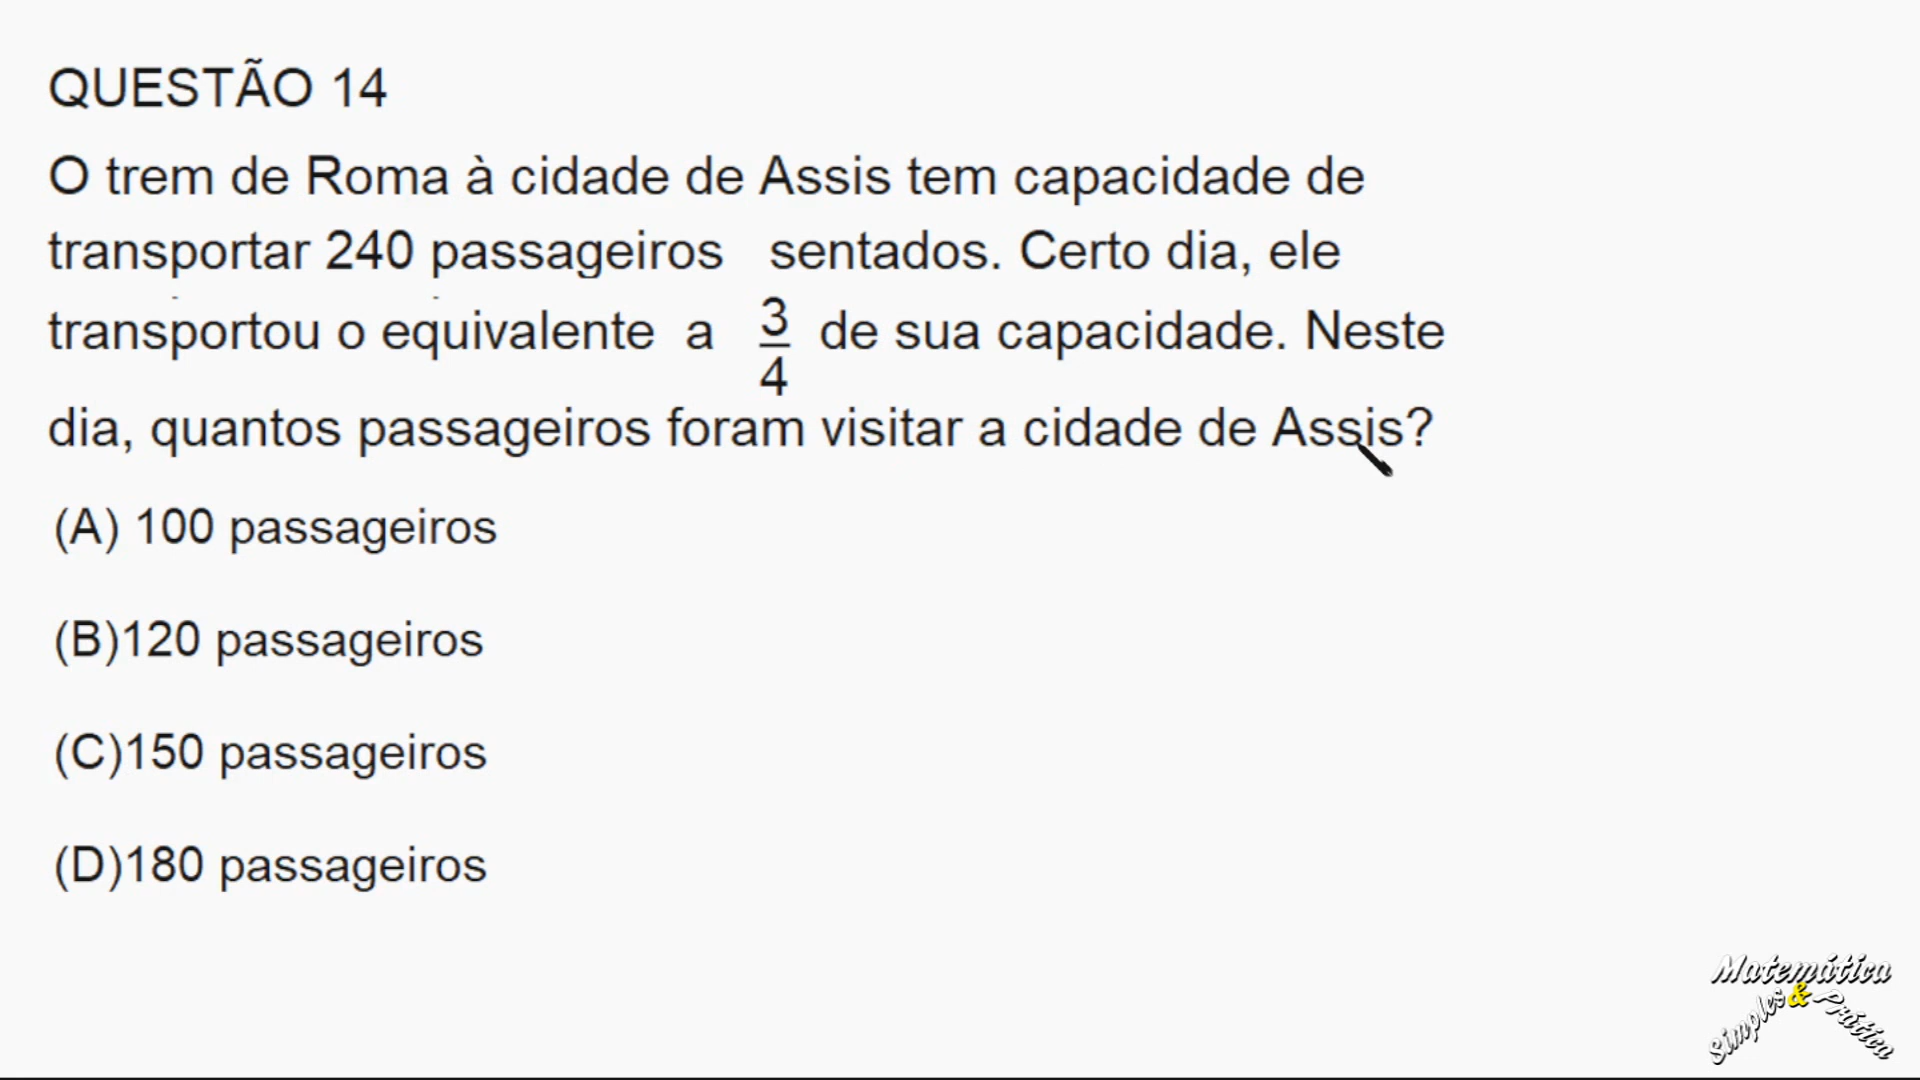 QUESTÃO 14
O trem de Roma à cidade de Assis tem capacidade de
transportar 240 passageiros sentados. Certo dia, ele
transportou o equivalente a 3/4 de sua capacidade. Neste
dia, quantos passageiros foram visitar a cidade de Assis?
(A) 100 passageiros
(B)120 passageiros
(C)150 passageiros
(D)180 passageiros
Matemática
Simples & Prática